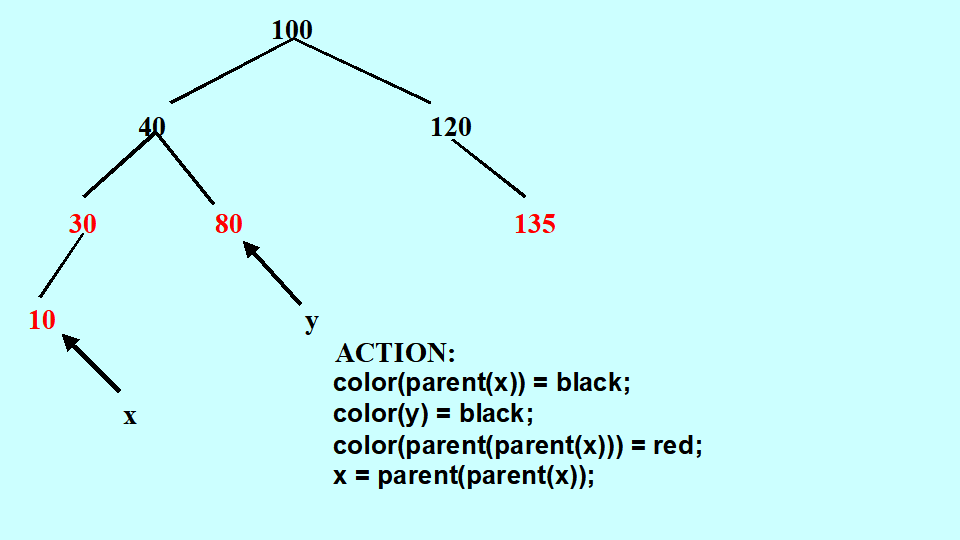 100
40 120
30 80 135
10
y
ACTION:
color(parent(x)) = black;
x
color(y) = black;
color(parent(parent(x))) = red;
x = parent(parent(x));